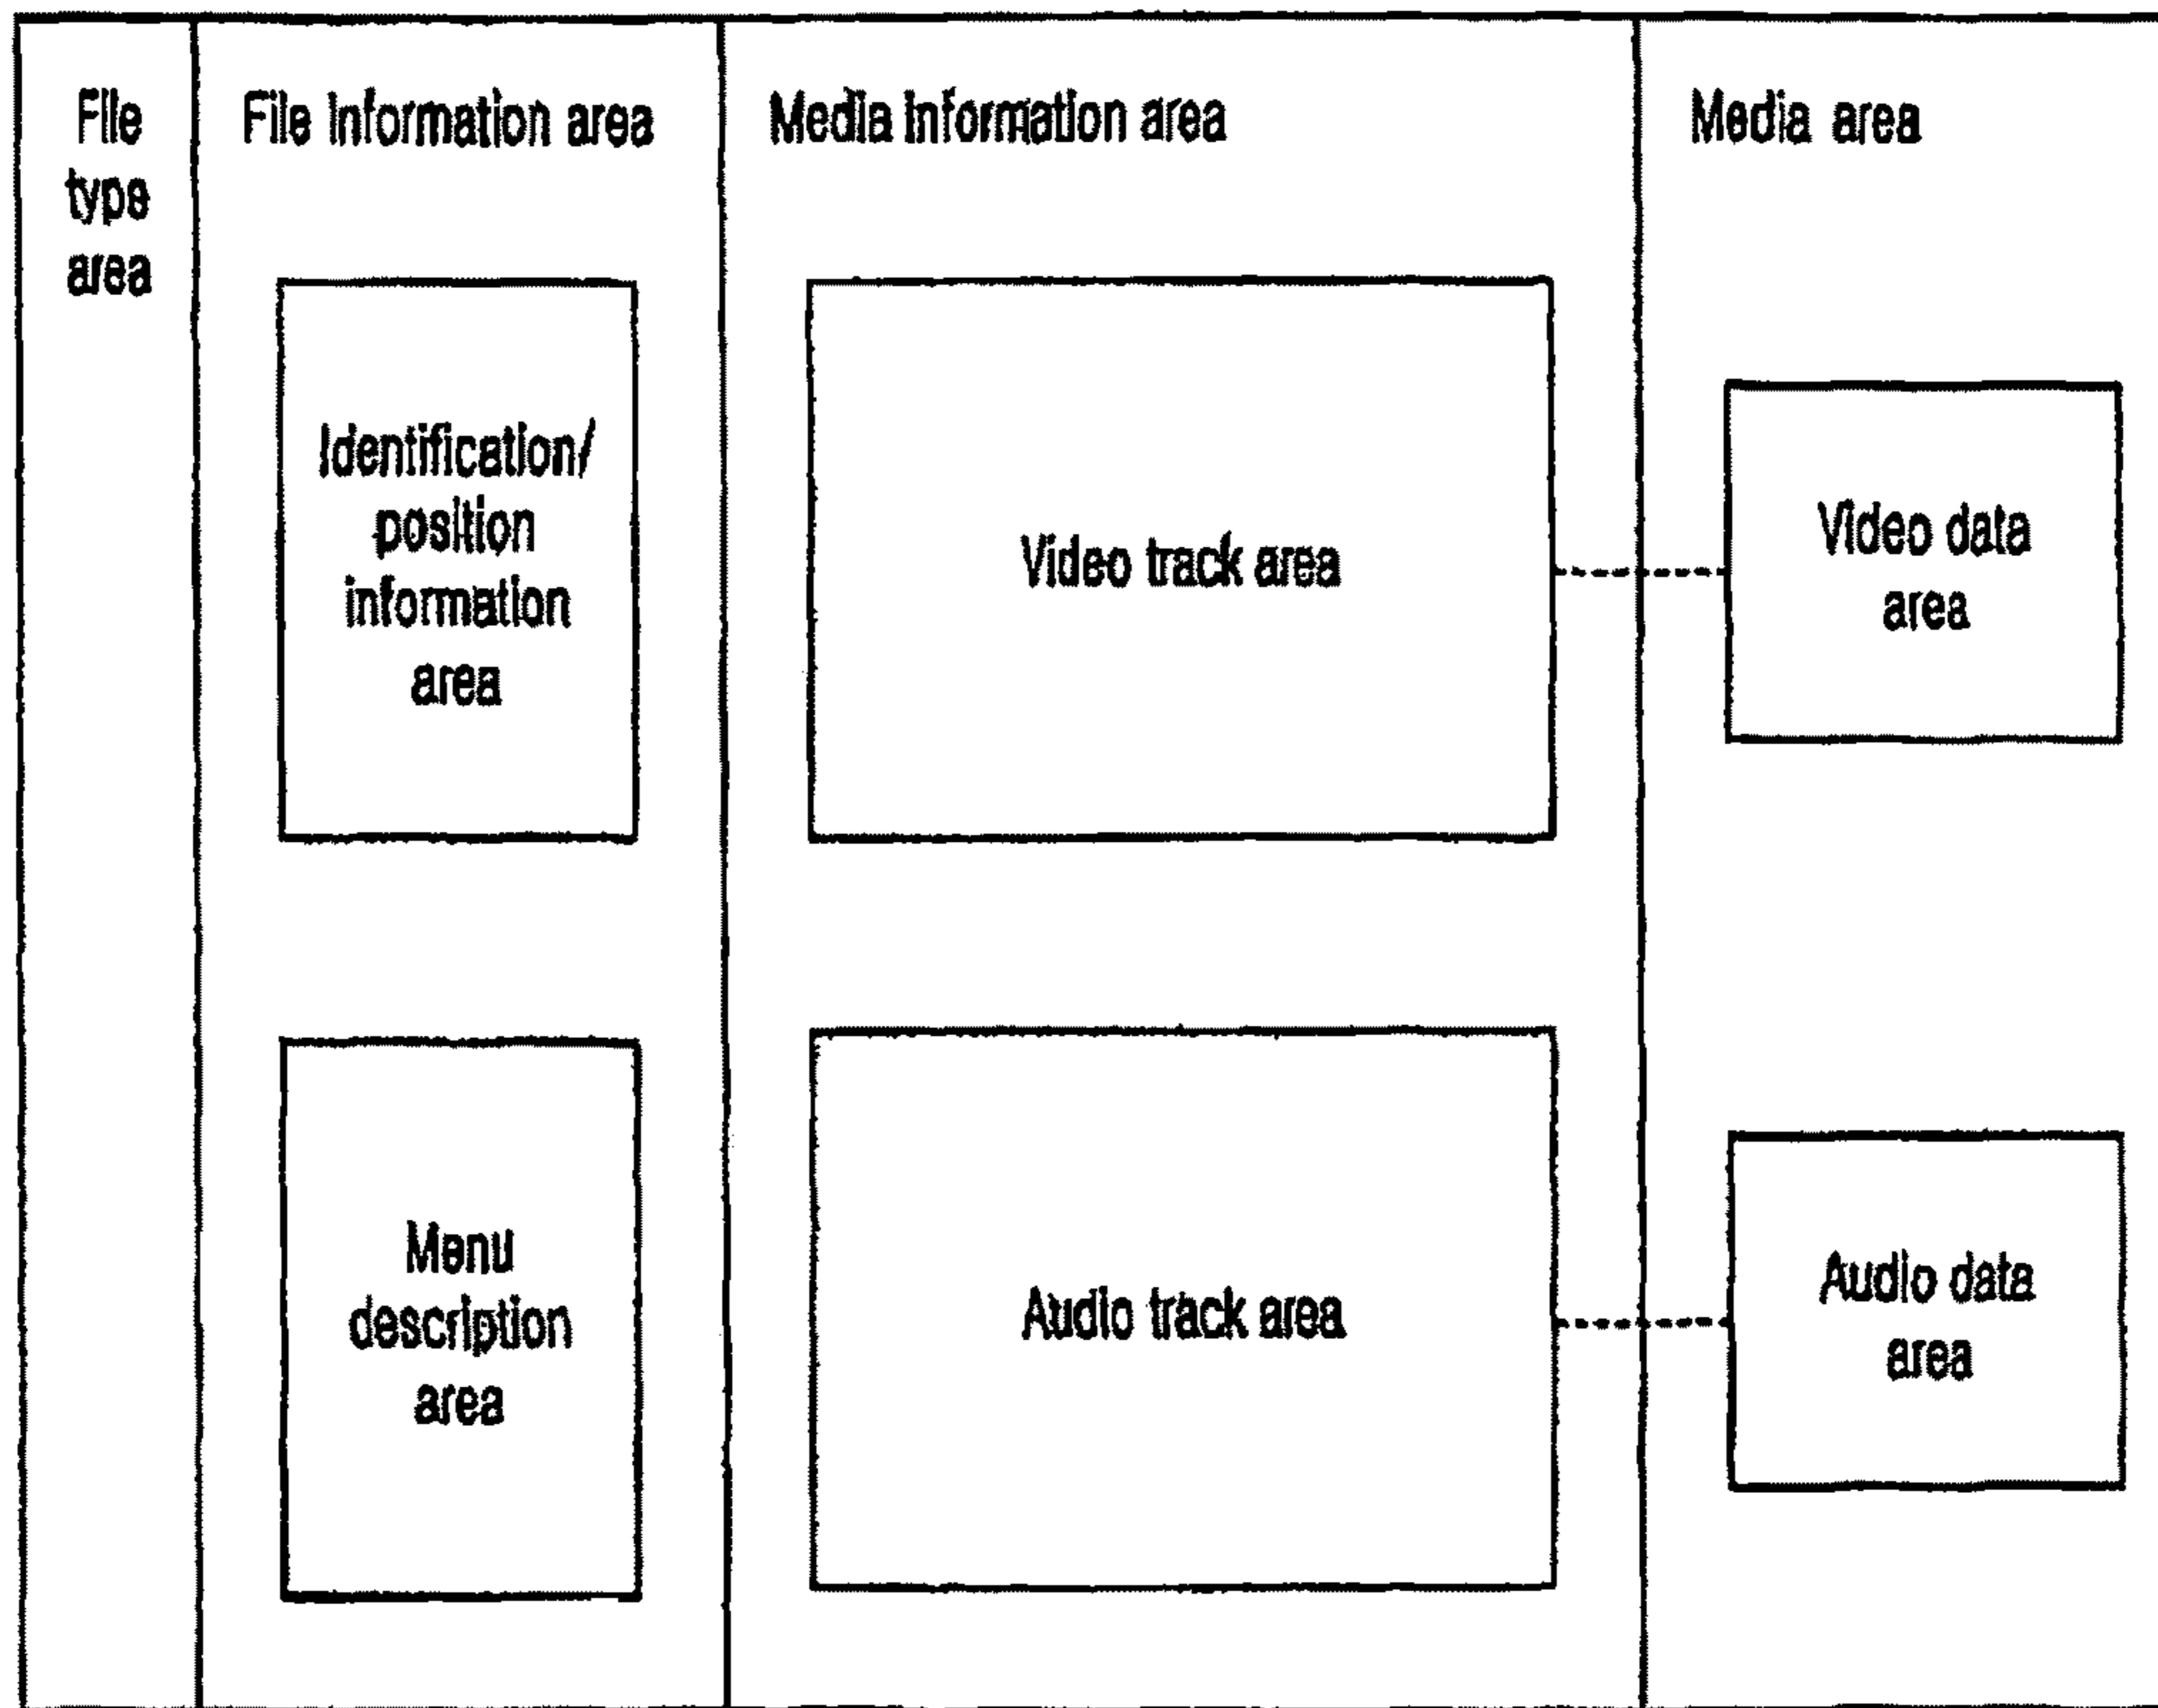 File
type
area
File Information area
Identification/
position
information
area
Menu
description
area
Media Information area
Video track area
Audio track area
Media area
Video data
area
Audio data
area